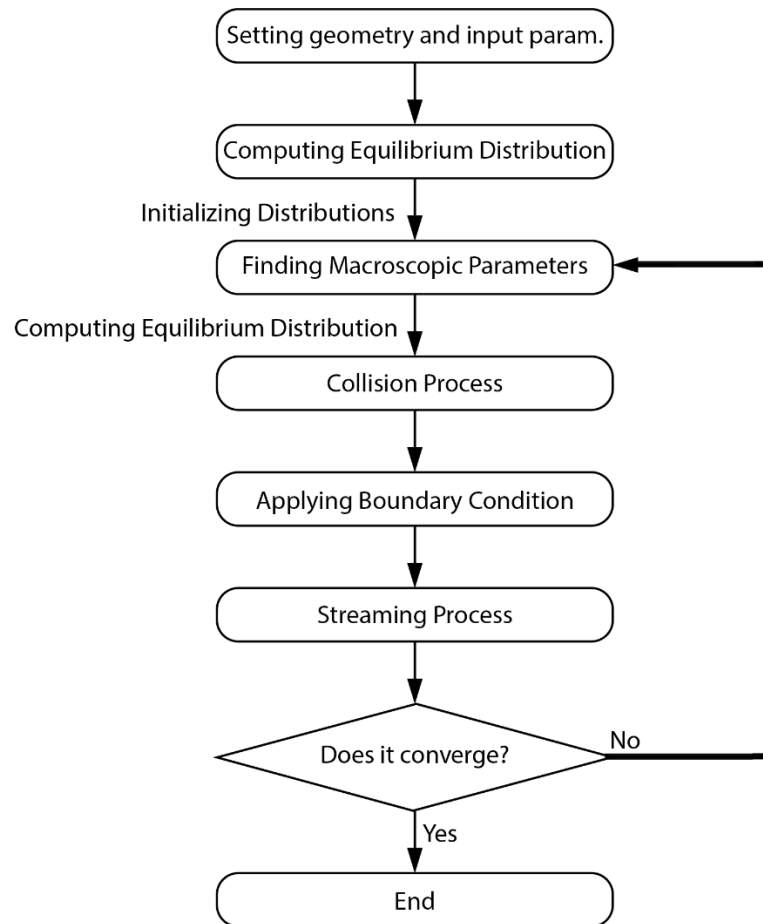 Setting geometry and input param.
Computing Equilibrium Distribution
Initializing Distributions
Finding Macroscopic Parameters
Computing Equilibrium Distribution
Collision Process
Applying Boundary Condition
Streaming Process
Does it converge?
No
Yes
End